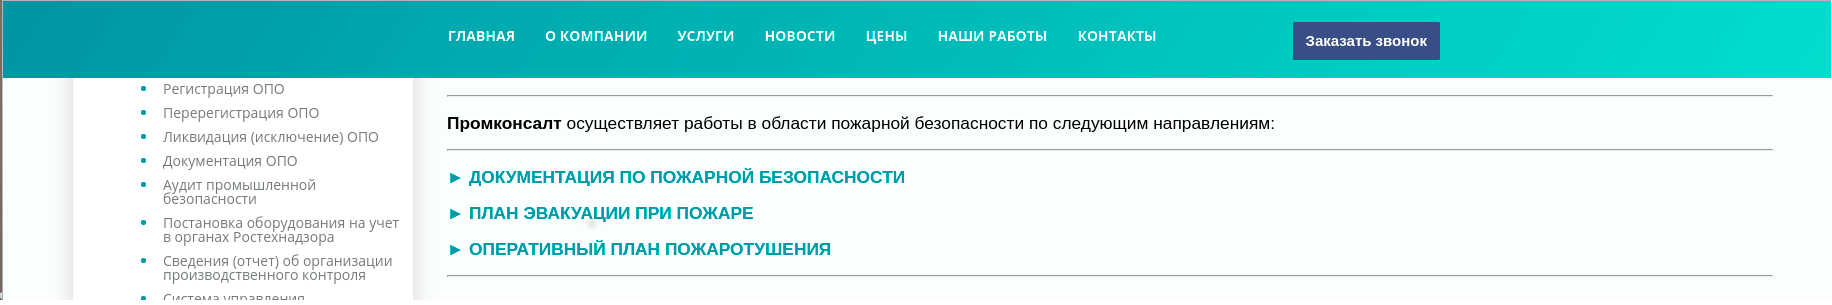 ГЛАВНАЯ О КОМПАНИИ УСЛУГИ НОВОСТИ ЦЕНЫ НАШИ РАБОТЫ КОНТАКТЫ Заказать звонок
Регистрация ОПО
Перерегистрация ОПО
Ликвидация (исключение) ОПО
Документация ОПО
Аудит промышленной
безопасности
Постановка оборудования на учет
в органах Ростехнадзора
Сведения (отчет) об организации
производственного контроля
Система управления
Промконсалт осуществляет работы в области пожарной безопасности по следующим направлениям:
► ДОКУМЕНТАЦИЯ ПО ПОЖАРНОЙ БЕЗОПАСНОСТИ
► ПЛАН ЭВАКУАЦИИ ПРИ ПОЖАРЕ
► ОПЕРАТИВНЫЙ ПЛАН ПОЖАРОТУШЕНИЯ